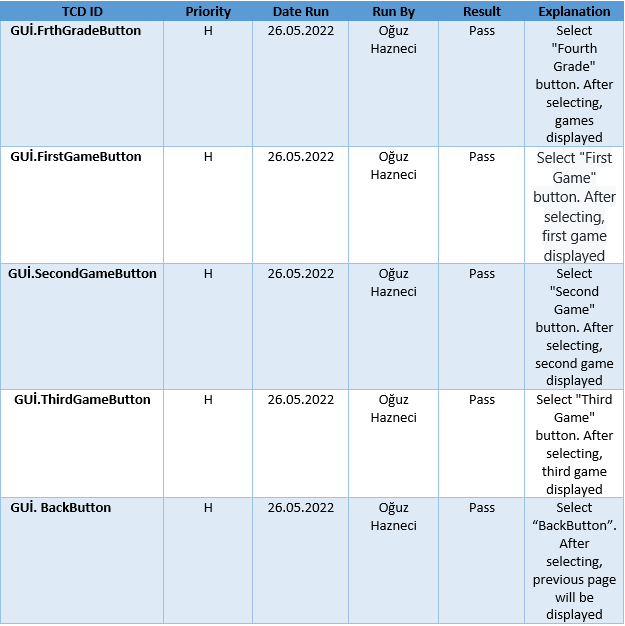 TCD ID Priority Date Run Run By Result Explanation
GUİ.FrthGradeButton H 26.05.2022 Oğuz Pass Select
Hazneci "Fourth
Grade"
button. After
selecting,
games
displayed
GUİ.FirstGameButton H 26.05.2022 Oğuz Pass Select "First
Hazneci Game"
button. After
selecting,
first game
displayed
GUİ.SecondGameButton H 26.05.2022 Oğuz Pass Select
Hazneci "Second
Game"
button. After
selecting,
second game
displayed
GUİ.ThirdGameButton H 26.05.2022 Oğuz Pass Select "Third
Hazneci Game"
button. After
selecting,
third game
displayed
GUİ. BackButton H 26.05.2022 Oğuz Pass Select
Hazneci “BackButton”.
After
selecting,
previous page
will be
displayed